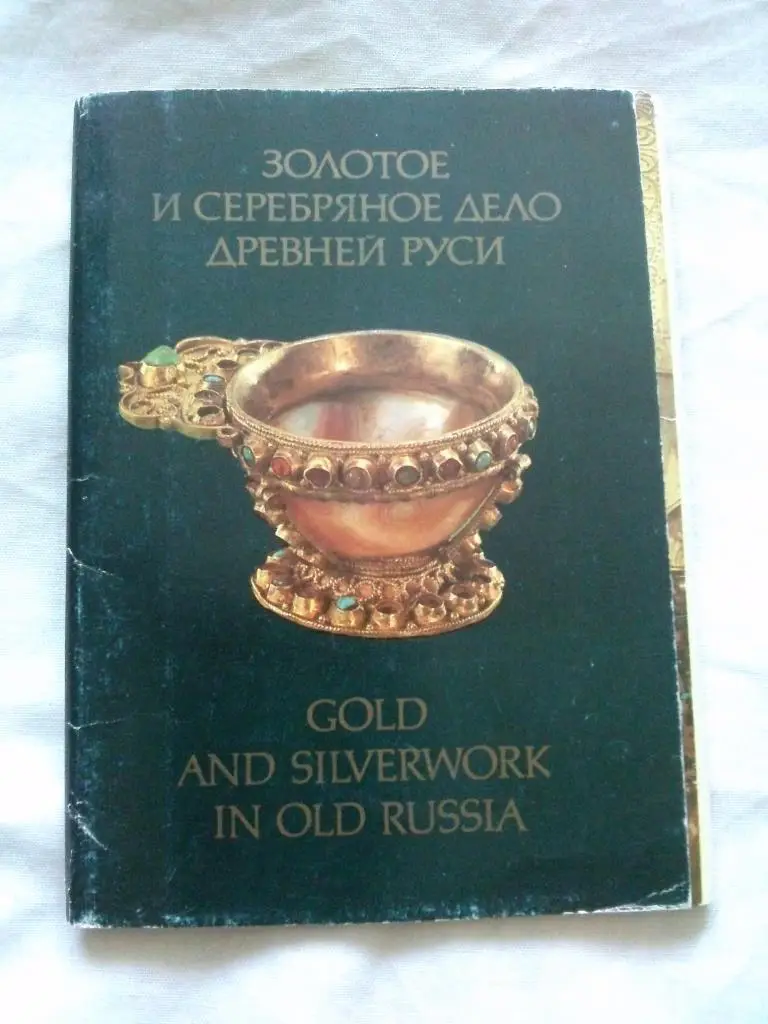 ЗОЛОТОЕ
И СЕРЕБРЯНОЕ ДЕЛО
ДРЕВНЕЙ РУСИ
GOLD
AND SILVERWORK
IN OLD RUSSIA